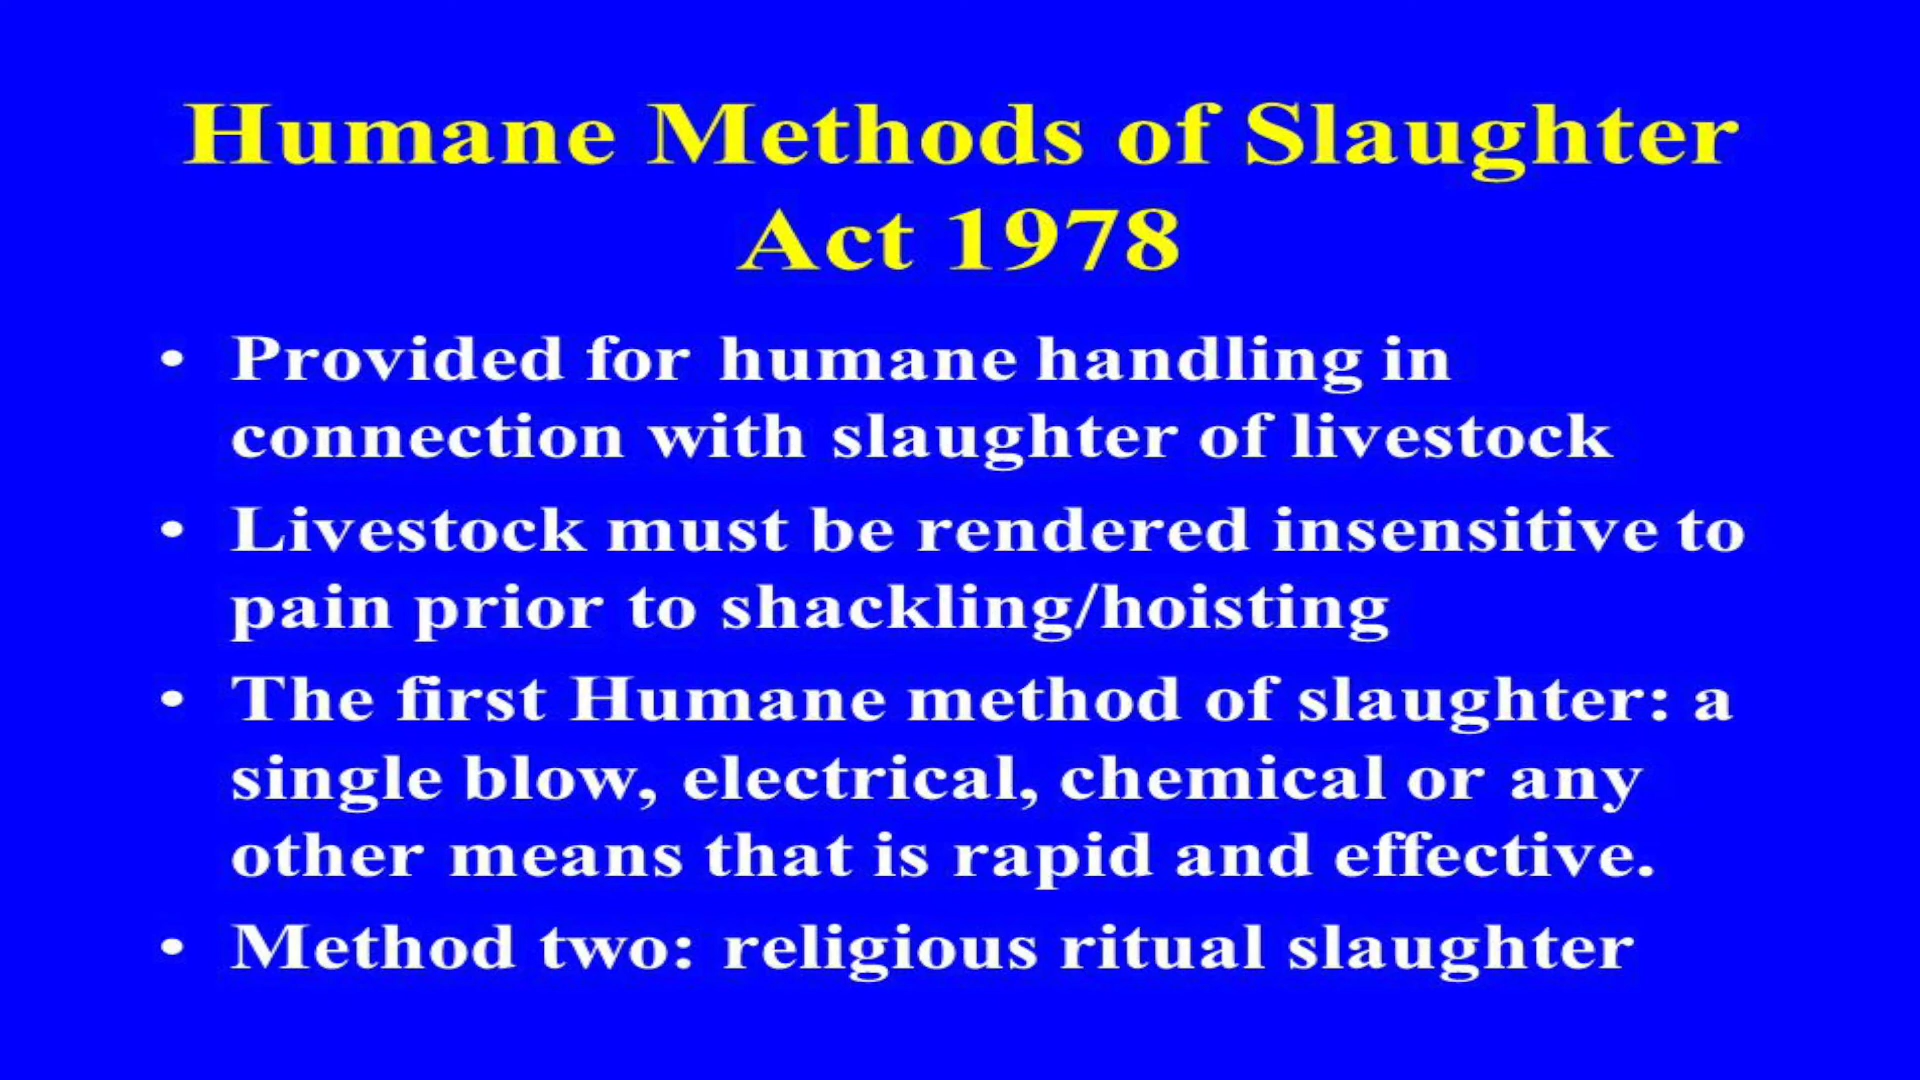 Humane Methods of Slaughter
Act 1978
• Provided for humane handling in
connection with slaughter of livestock
• Livestock must be rendered insensitive to
pain prior to shackling/hoisting
• The first Humane method of slaughter: a
single blow, electrical, chemical or any
other means that is rapid and effective.
• Method two: religious ritual slaughter